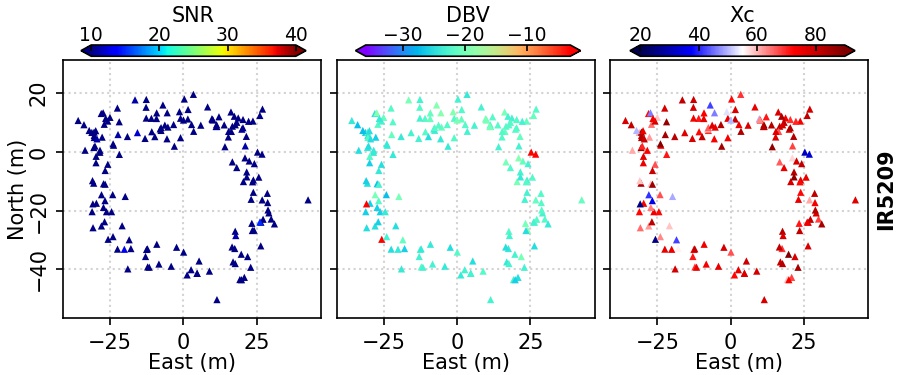 SNR DBV Xc
10 20 30 40 −30 −20 −10 20 40 60 80
20
0
−20
−40
North (m)
IR5209
−25 0 25 −25 0 25 −25 0 25
East (m) East (m) East (m)